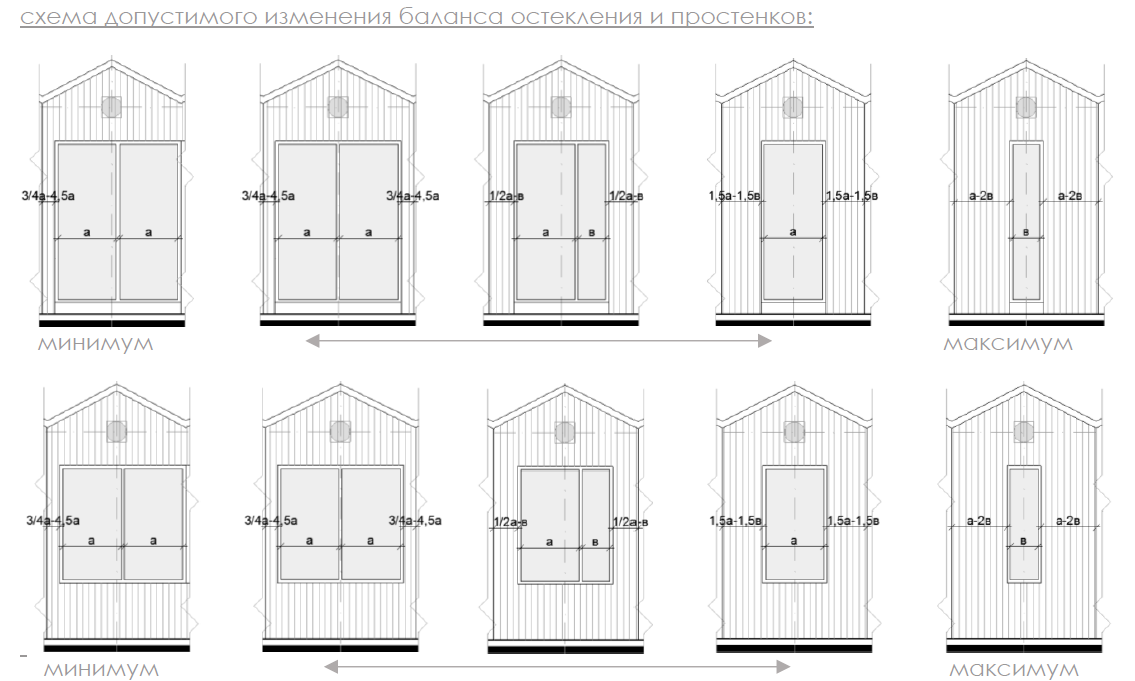 схема допустимого изменения баланса остекления и простенков:
3/4а-4,5а 3/4а-4,5а 3/4а-4,5а 1/2а-в 1/2а-в 1,5а-1,5в 1,5а-1,5в а-2в а-2в
а а а а а в а в
минимум максимум
3/4а-4,5а 3/4а-4,5а 3/4а-4,5а 1/2а-в 1/2а-в 1,5а-1,5в 1,5а-1,5в а-2в а-2в
а а а а а в а в
минимум максимум